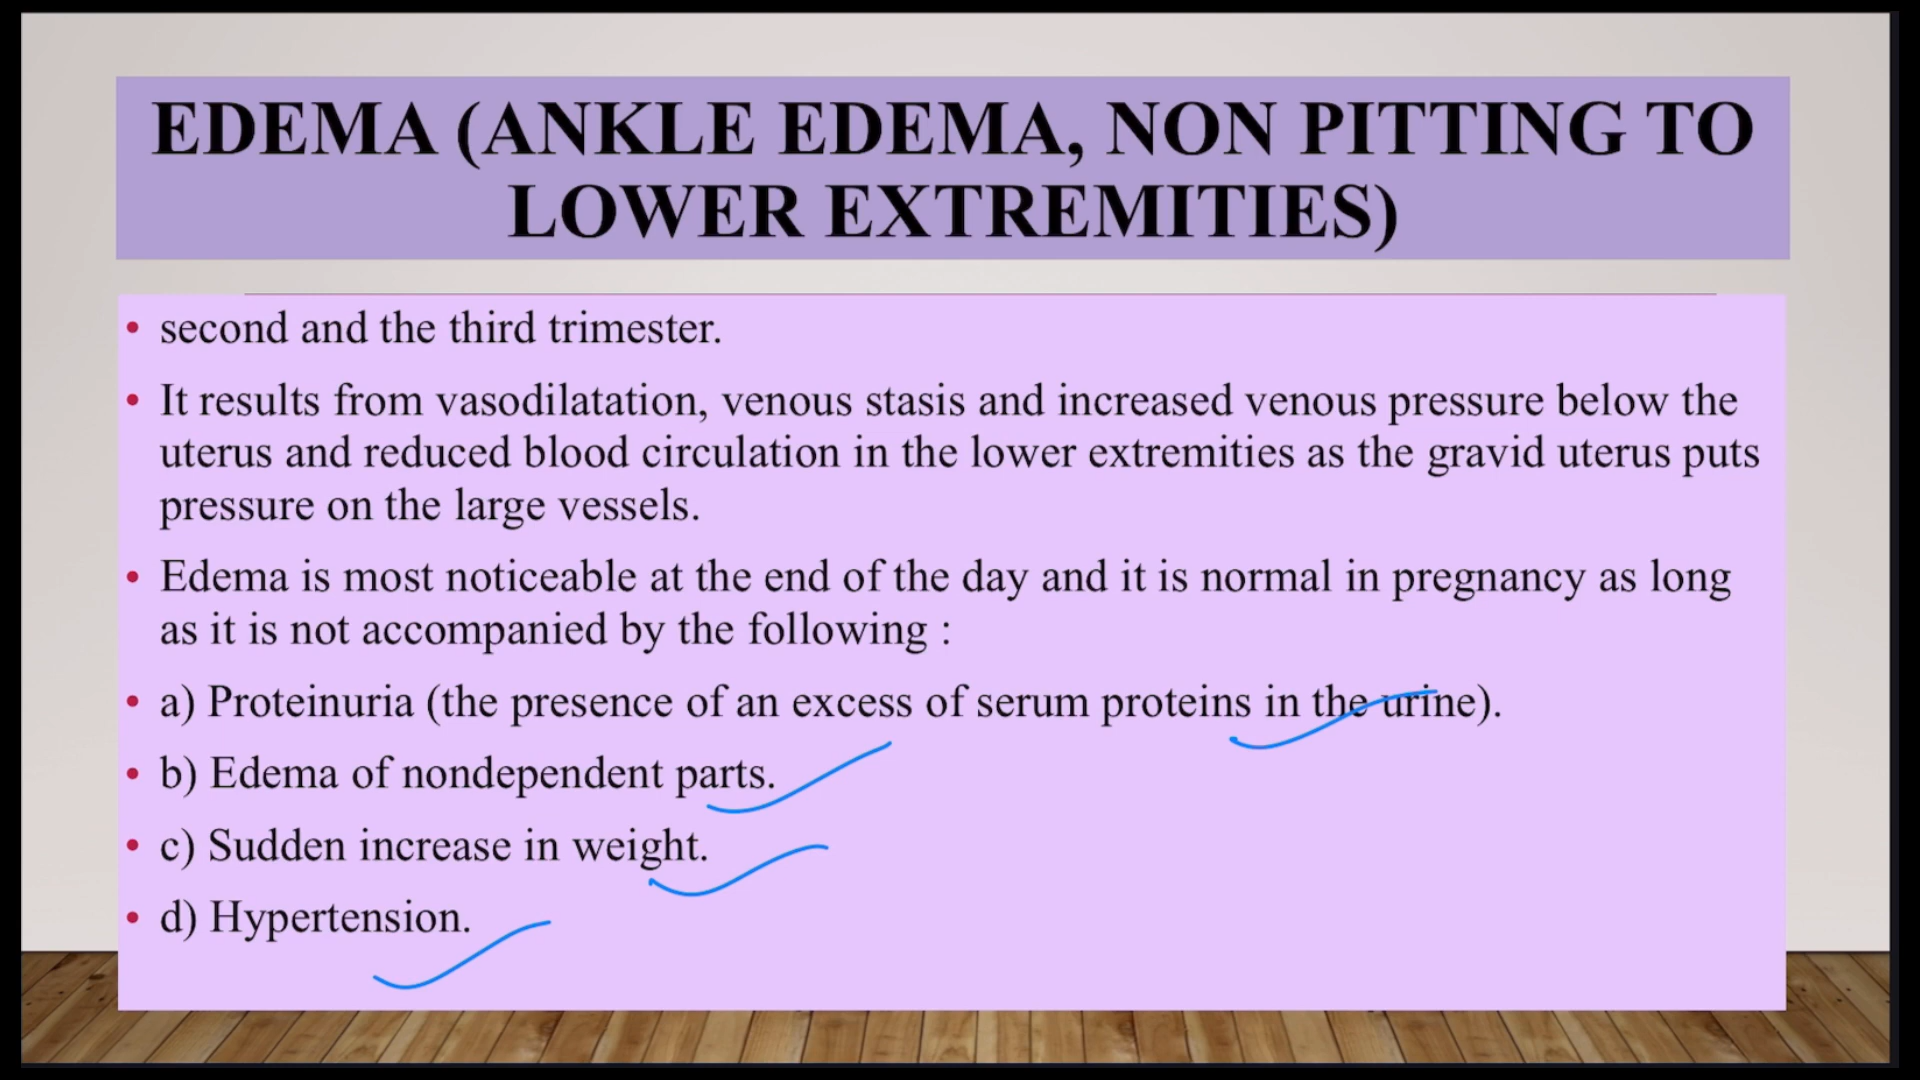 EDEMA (ANKLE EDEMA, NON PITTING TO
LOWER EXTREMITIES)
• second and the third trimester.
• It results from vasodilatation, venous stasis and increased venous pressure below the
uterus and reduced blood circulation in the lower extremities as the gravid uterus puts
pressure on the large vessels.
• Edema is most noticeable at the end of the day and it is normal in pregnancy as long
as it is not accompanied by the following :
• a) Proteinuria (the presence of an excess of serum proteins in the urine).
• b) Edema of nondependent parts.
• c) Sudden increase in weight.
• d) Hypertension.